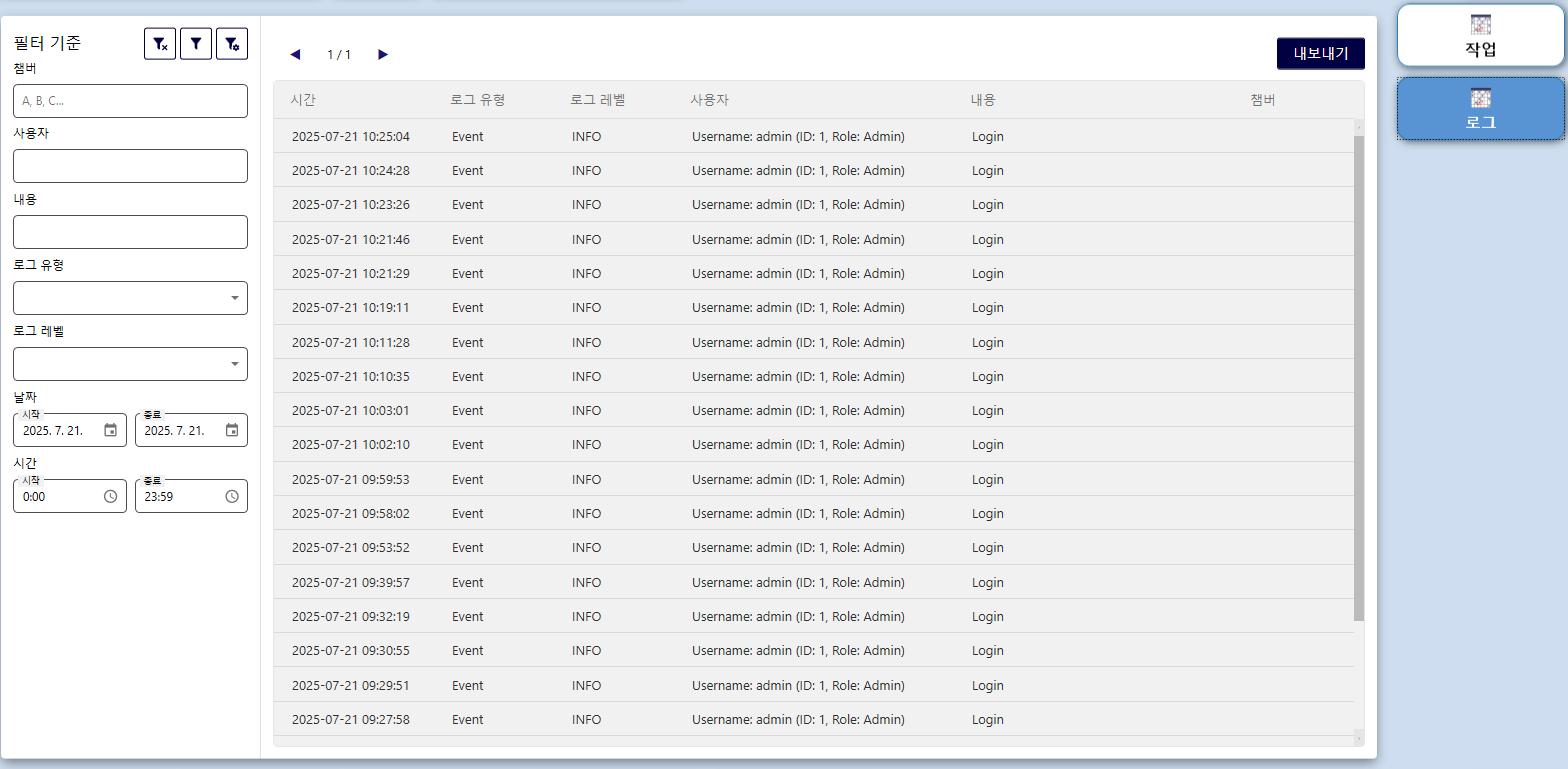 필터 기준
챔버
A, B, C...
사용자
내용
로그 유형
로그 레벨
날짜
시작 종료
2025. 7. 21. 2025. 7. 21.
시간
시작 종료
0:00 23:59
1 / 1
내보내기
시간 로그 유형 로그 레벨 사용자 내용 챔버
2025-07-21 10:25:04 Event INFO Username: admin (ID: 1, Role: Admin) Login
2025-07-21 10:24:28 Event INFO Username: admin (ID: 1, Role: Admin) Login
2025-07-21 10:23:26 Event INFO Username: admin (ID: 1, Role: Admin) Login
2025-07-21 10:21:46 Event INFO Username: admin (ID: 1, Role: Admin) Login
2025-07-21 10:21:29 Event INFO Username: admin (ID: 1, Role: Admin) Login
2025-07-21 10:19:11 Event INFO Username: admin (ID: 1, Role: Admin) Login
2025-07-21 10:11:28 Event INFO Username: admin (ID: 1, Role: Admin) Login
2025-07-21 10:10:35 Event INFO Username: admin (ID: 1, Role: Admin) Login
2025-07-21 10:03:01 Event INFO Username: admin (ID: 1, Role: Admin) Login
2025-07-21 10:02:10 Event INFO Username: admin (ID: 1, Role: Admin) Login
2025-07-21 09:59:53 Event INFO Username: admin (ID: 1, Role: Admin) Login
2025-07-21 09:58:02 Event INFO Username: admin (ID: 1, Role: Admin) Login
2025-07-21 09:53:52 Event INFO Username: admin (ID: 1, Role: Admin) Login
2025-07-21 09:39:57 Event INFO Username: admin (ID: 1, Role: Admin) Login
2025-07-21 09:32:19 Event INFO Username: admin (ID: 1, Role: Admin) Login
2025-07-21 09:30:55 Event INFO Username: admin (ID: 1, Role: Admin) Login
2025-07-21 09:29:51 Event INFO Username: admin (ID: 1, Role: Admin) Login
2025-07-21 09:27:58 Event INFO Username: admin (ID: 1, Role: Admin) Login
작업
로그